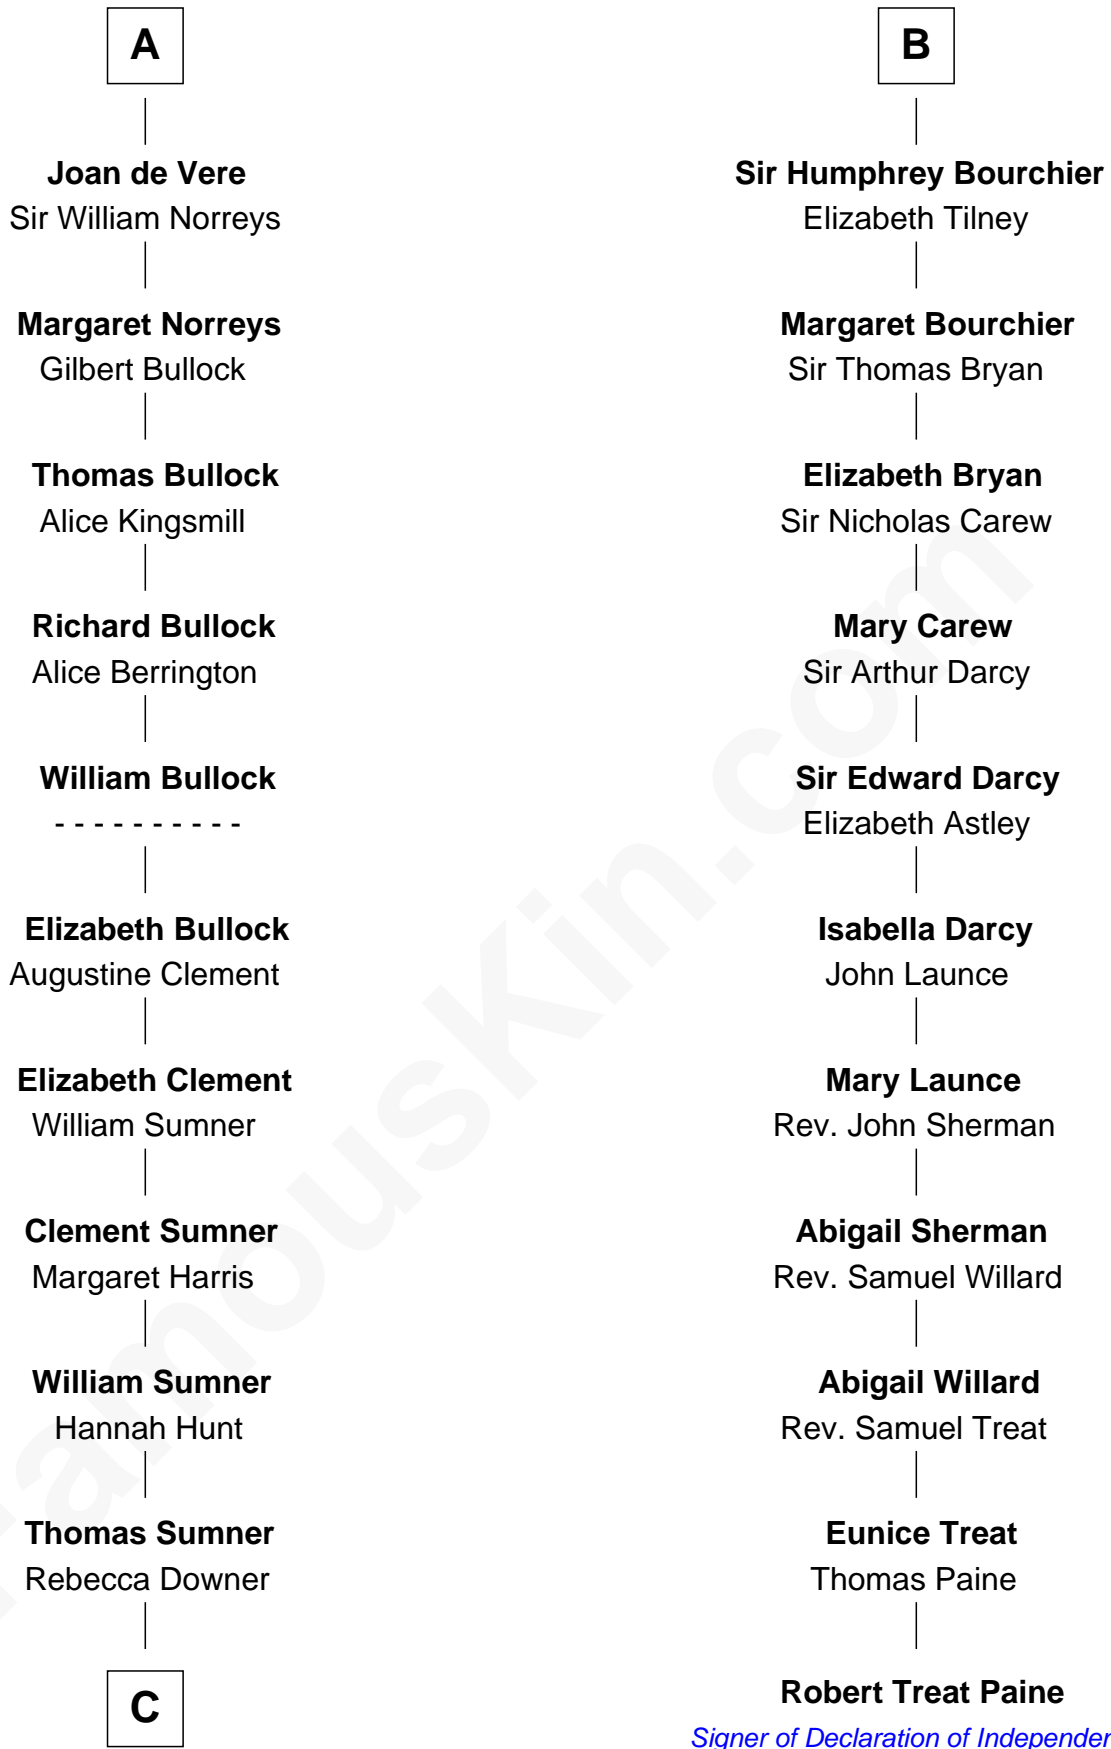 A
Joan de Vere
Sir William Norreys
Margaret Norreys
Gilbert Bullock
Thomas Bullock
Alice Kingsmill
Richard Bullock
Alice Berrington
William Bullock
- - - - - - - - - -
Elizabeth Bullock
Augustine Clement
Elizabeth Clement
William Sumner
Clement Sumner
Margaret Harris
William Sumner
Hannah Hunt
Thomas Sumner
Rebecca Downer
C
B
Sir Humphrey Bourchier
Elizabeth Tilney
Margaret Bourchier
Sir Thomas Bryan
Elizabeth Bryan
Sir Nicholas Carew
Mary Carew
Sir Arthur Darcy
Sir Edward Darcy
Elizabeth Astley
Isabella Darcy
John Launce
Mary Launce
Rev. John Sherman
Abigail Sherman
Rev. Samuel Willard
Abigail Willard
Rev. Samuel Treat
Eunice Treat
Thomas Paine
Robert Treat Paine
Signer of Declaration of Independen
FamousKin.com